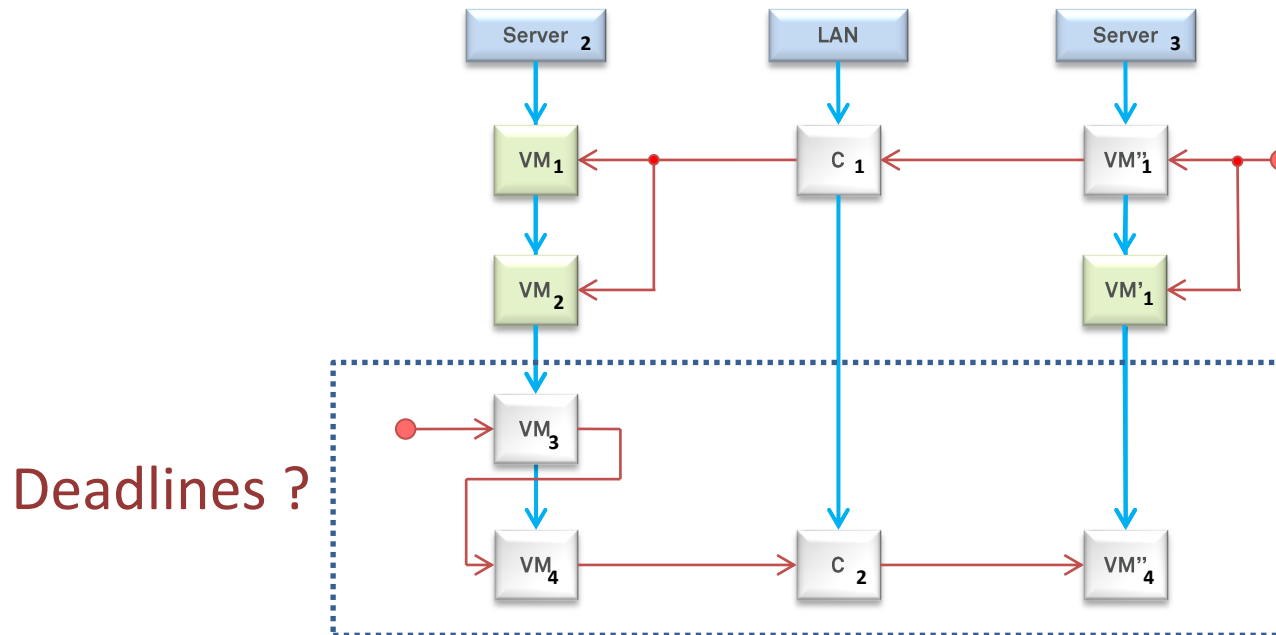 Server 2
LAN
Server 3
VM1
C 1
VM''1
VM2
VM'1
VM3
Deadlines ?
VM4
C 2
VM''4